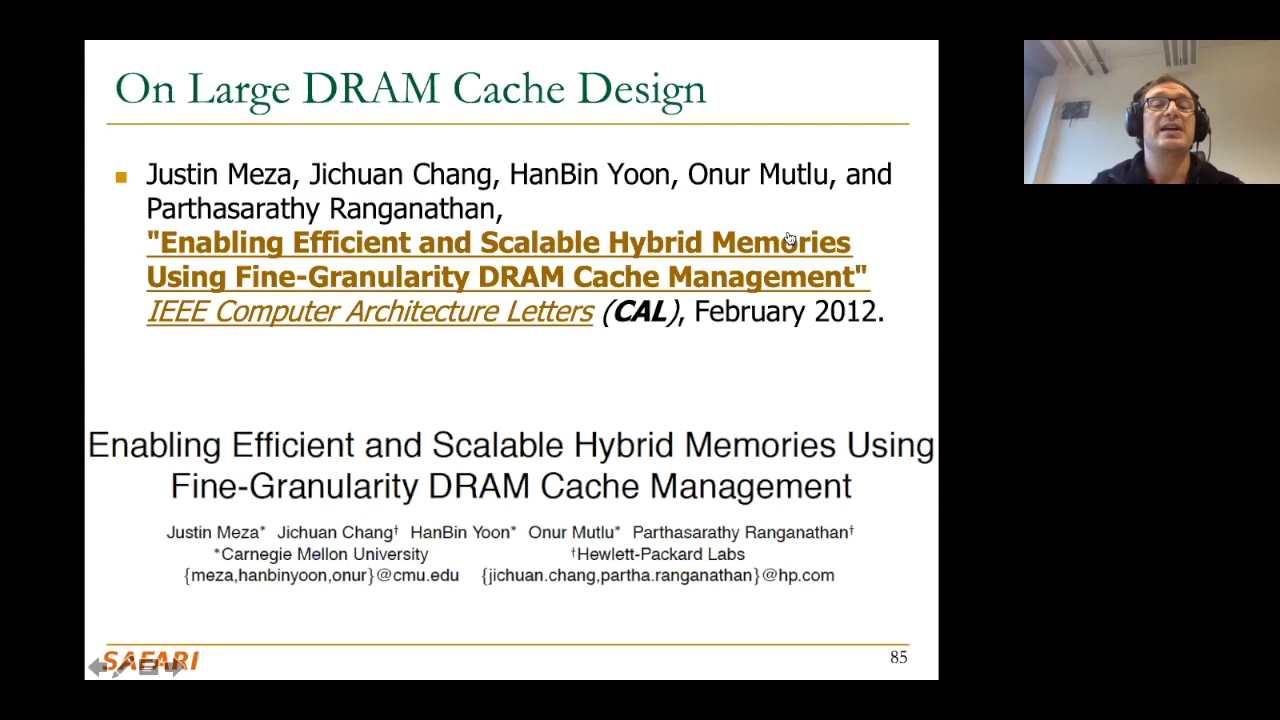 On Large DRAM Cache Design
Justin Meza, Jichuan Chang, HanBin Yoon, Onur Mutlu, and
Parthasarathy Ranganathan,
"Enabling Efficient and Scalable Hybrid Memories
Using Fine-Granularity DRAM Cache Management"
IEEE Computer Architecture Letters (CAL), February 2012.
Enabling Efficient and Scalable Hybrid Memories Using
Fine-Granularity DRAM Cache Management
Justin Meza* Jichuan Chang† HanBin Yoon* Onur Mutlu* Parthasarathy Ranganathan†
*Carnegie Mellon University †Hewlett-Packard Labs
{meza,hanbinyoon,onur}@cmu.edu {jichuan.chang,partha.ranganathan}@hp.com
SAFARI
85